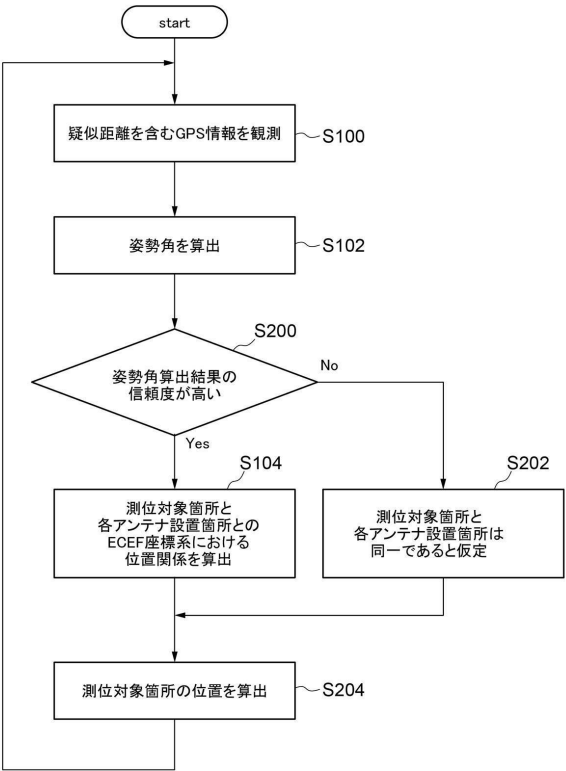 start
疑似距離を含むGPS情報を観測
S100
姿勢角を算出
S102
S200
姿勢角算出結果の
信頼度が高い
No
Yes
S104
測位対象箇所と
各アンテナ設置箇所との
ECEF座標系における
位置関係を算出
S202
測位対象箇所と
各アンテナ設置箇所は
同一であると仮定
測位対象箇所の位置を算出
S204